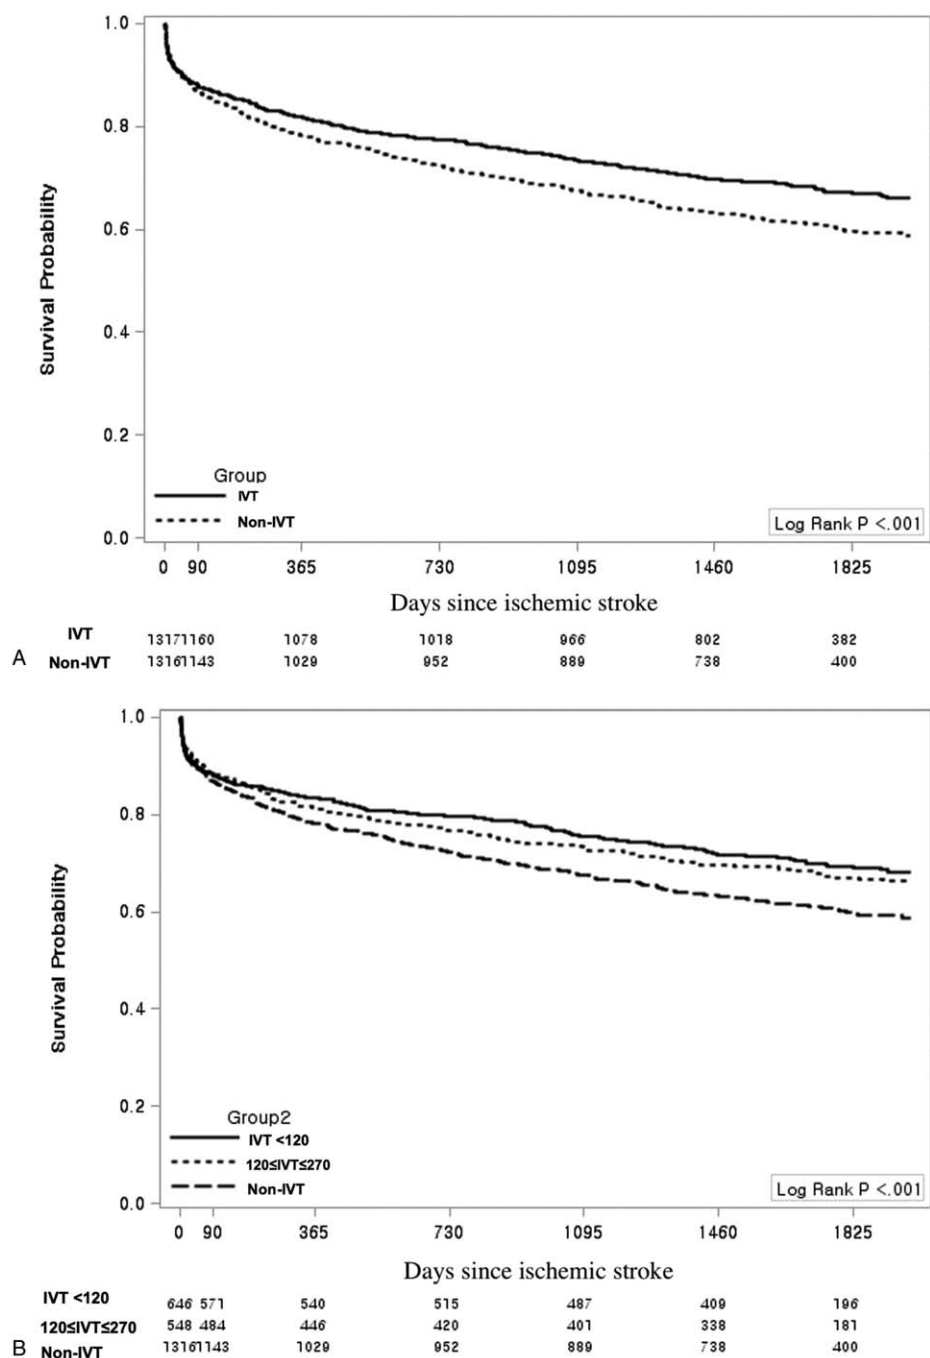 1.0
0.8
0.6
0.4
0.2
0.0
Survival Probability
Group
IVT
Non-IVT
Log Rank P <.001
0 90 365 730 1095 1460 1825
Days since ischemic stroke
IVT 1317 1160 1078 1018 966 802 382
A Non-IVT 1316 1143 1029 952 889 738 400
1.0
0.8
0.6
0.4
0.2
0.0
Survival Probability
Group2
IVT <120
120≤IVT≤270
Non-IVT
Log Rank P <.001
0 90 365 730 1095 1460 1825
Days since ischemic stroke
IVT <120 646 571 540 515 487 409 196
120≤IVT≤270 548 484 446 420 401 338 181
B Non-IVT 1316 1143 1029 952 889 738 400